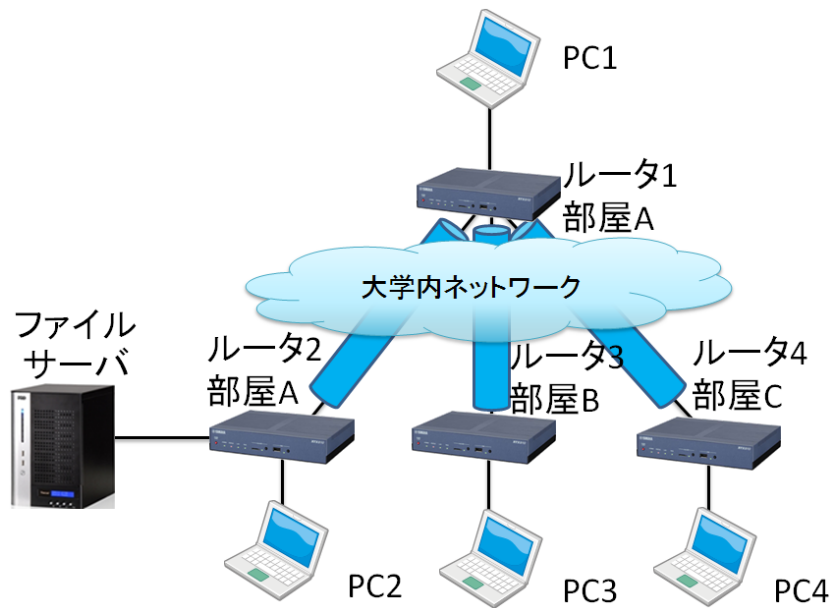 PC1
ルータ1
部屋A
大学内ネットワーク
ファイル
サーバ
ルータ2
部屋A
ルータ3
部屋B
ルータ4
部屋C
PC2
PC3
PC4